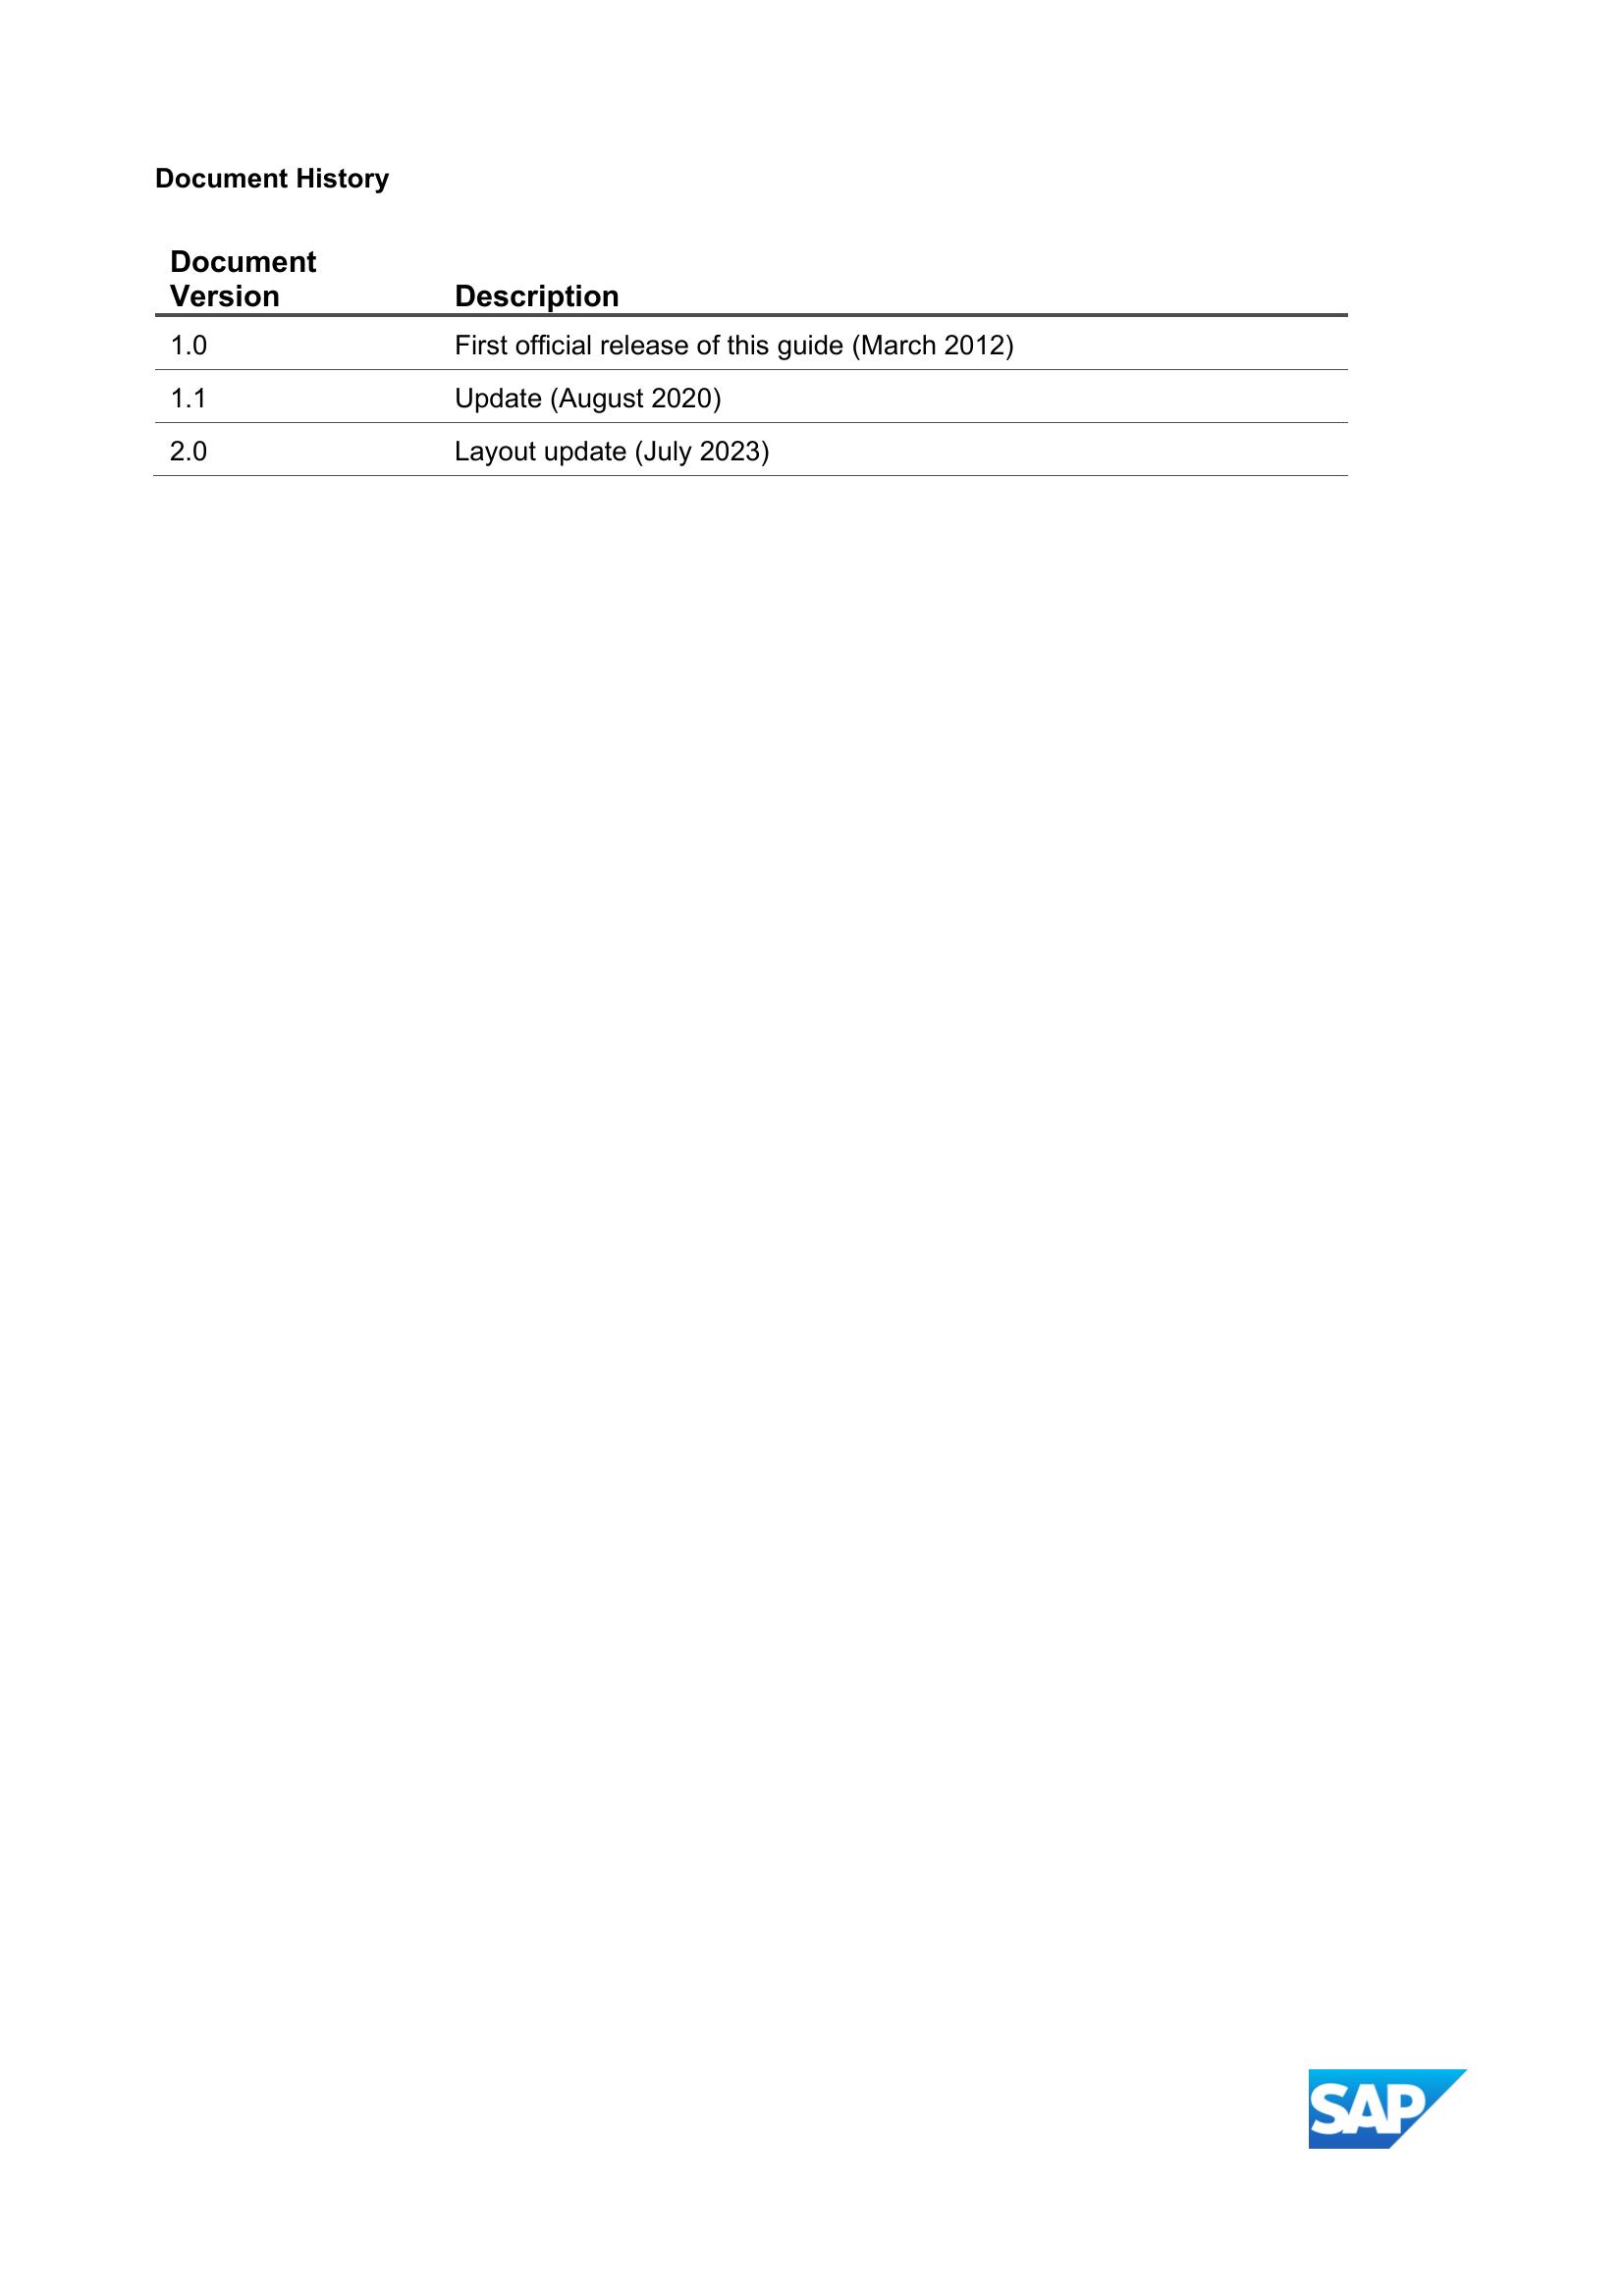 Document History
Document
Version Description
1.0 First official release of this guide (March 2012)
1.1 Update (August 2020)
2.0 Layout update (July 2023)
SAP